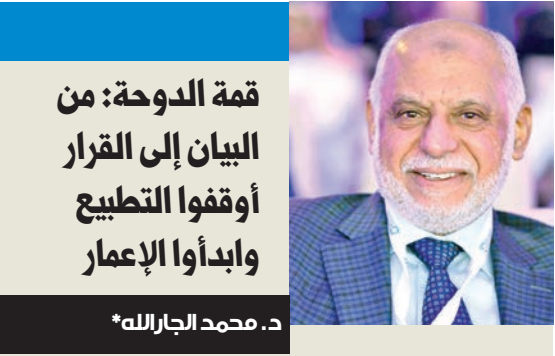 قمة الدوحة: من
البيان إلى القرار
أوقفوا التطبيع
وابدأوا الإعمار
د. محمد الجارالله*